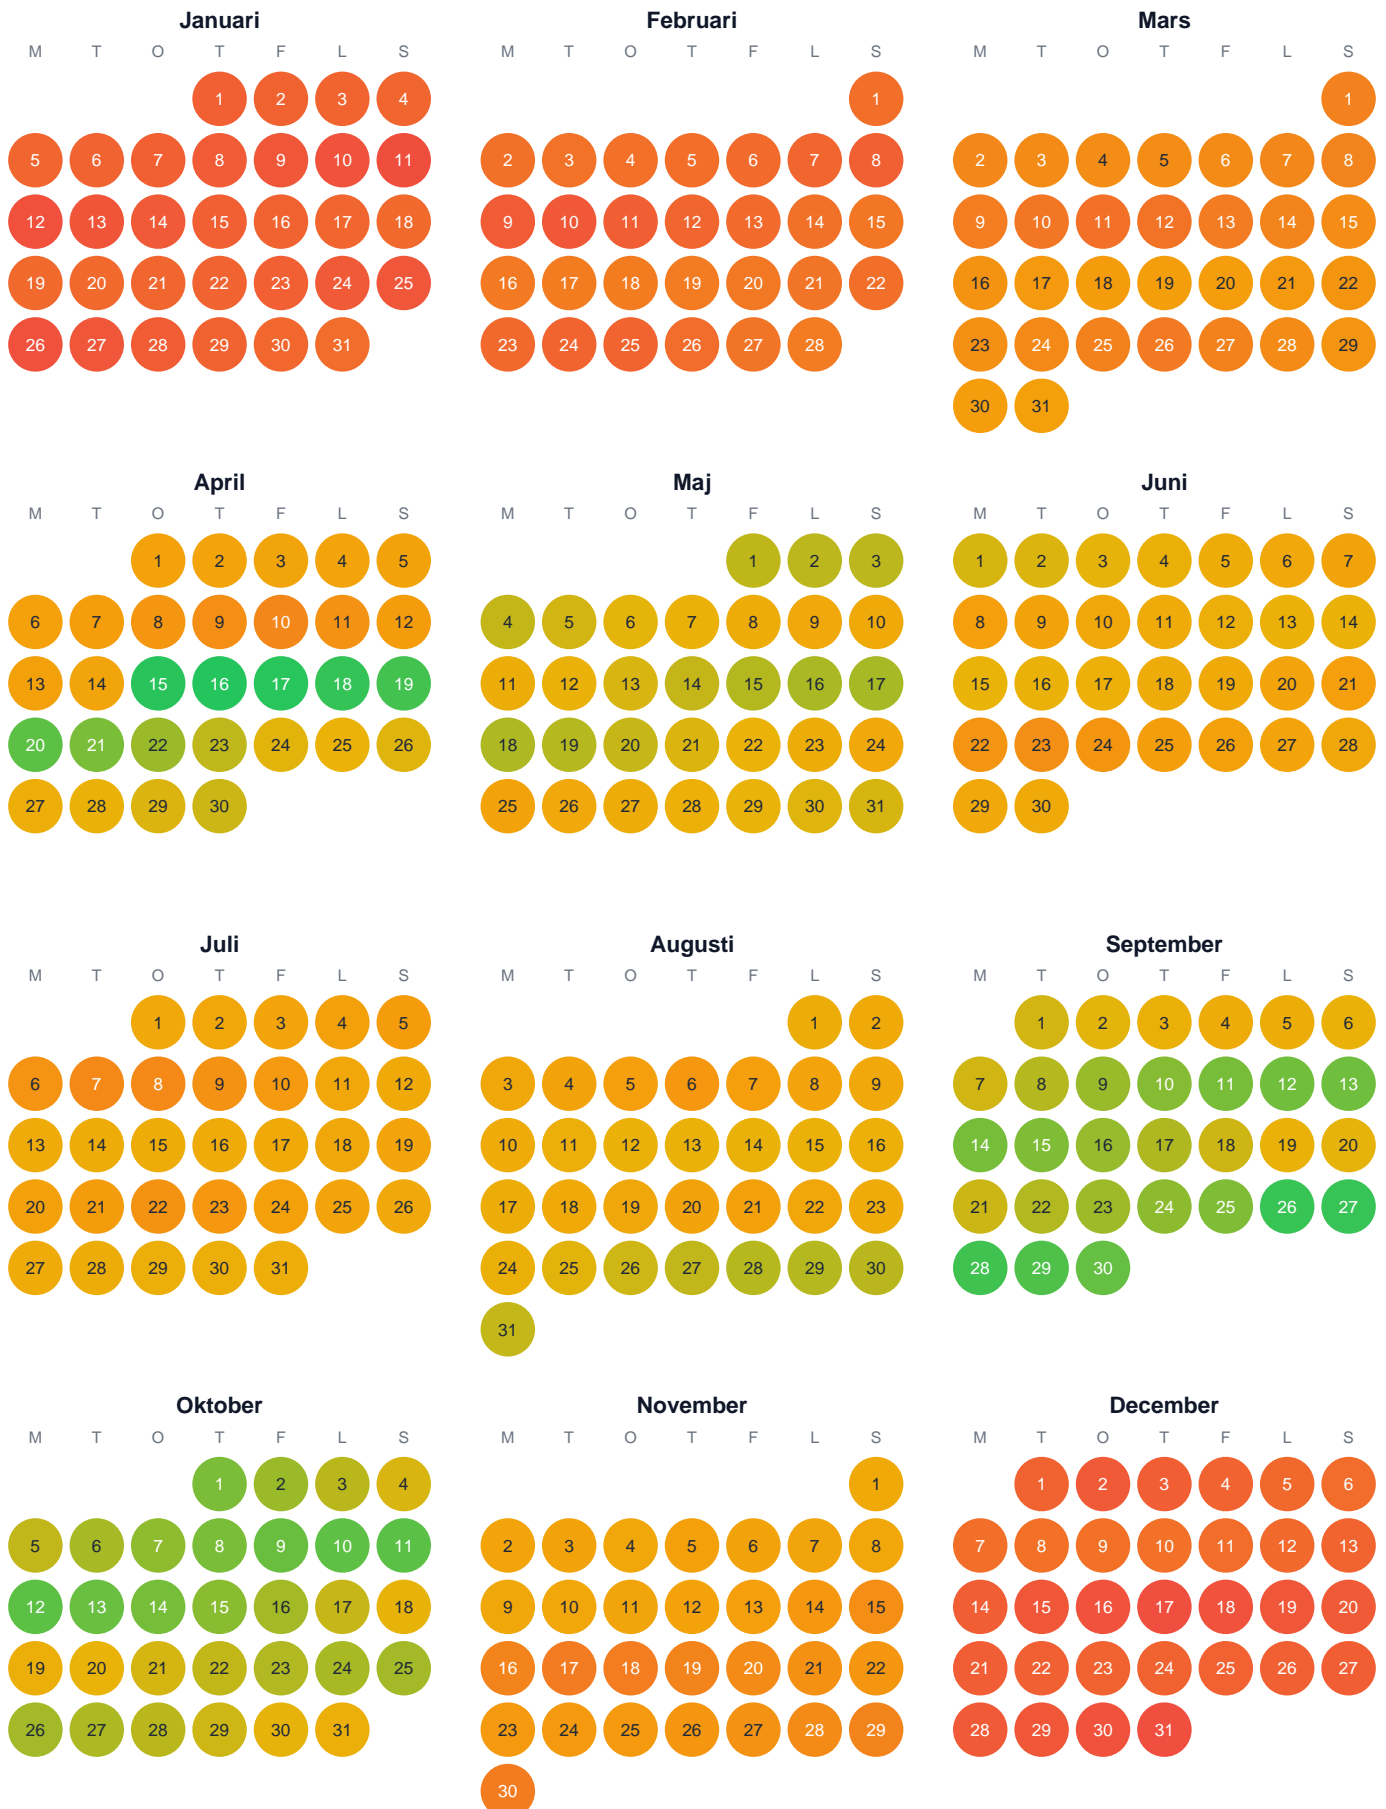 Januari Februari Mars
M T O T F L S M T O T F L S M T O T F L S
1 2 3 4 1 1
5 6 7 8 9 10 11 2 3 4 5 6 7 8 2 3 4 5 6 7 8
12 13 14 15 16 17 18 9 10 11 12 13 14 15 9 10 11 12 13 14 15
19 20 21 22 23 24 25 16 17 18 19 20 21 22 16 17 18 19 20 21 22
26 27 28 29 30 31 23 24 25 26 27 28 23 24 25 26 27 28 29
30 31
April Maj Juni
M T O T F L S M T O T F L S M T O T F L S
1 2 3 4 5 1 2 3 1 2 3 4 5 6 7
6 7 8 9 10 11 12 4 5 6 7 8 9 10 8 9 10 11 12 13 14
13 14 15 16 17 18 19 11 12 13 14 15 16 17 15 16 17 18 19 20 21
20 21 22 23 24 25 26 18 19 20 21 22 23 24 22 23 24 25 26 27 28
27 28 29 30 25 26 27 28 29 30 31 29 30
Juli Augusti September
M T O T F L S M T O T F L S M T O T F L S
1 2 3 4 5 1 2 1 2 3 4 5 6
6 7 8 9 10 11 12 3 4 5 6 7 8 9 7 8 9 10 11 12 13
13 14 15 16 17 18 19 10 11 12 13 14 15 16 14 15 16 17 18 19 20
20 21 22 23 24 25 26 17 18 19 20 21 22 23 21 22 23 24 25 26 27
27 28 29 30 31 24 25 26 27 28 29 30 28 29 30
31
Oktober November December
M T O T F L S M T O T F L S M T O T F L S
1 2 3 4 1 1 2 3 4 5 6
5 6 7 8 9 10 11 2 3 4 5 6 7 8 7 8 9 10 11 12 13
12 13 14 15 16 17 18 9 10 11 12 13 14 15 14 15 16 17 18 19 20
19 20 21 22 23 24 25 16 17 18 19 20 21 22 21 22 23 24 25 26 27
26 27 28 29 30 31 23 24 25 26 27 28 29 28 29 30 31
30